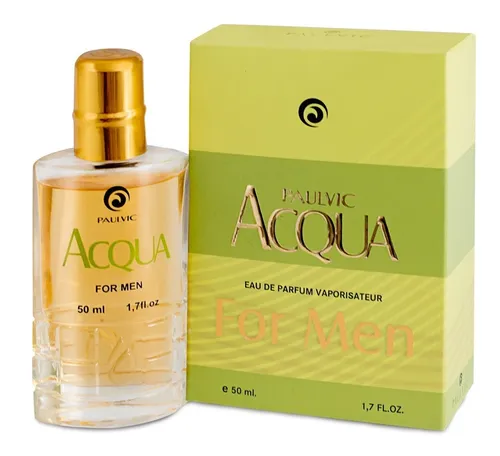 PAULVIC
ACQUA
FOR MEN
50 ml 1,7fl.oz
PAULVIC
ACQUA
EAU DE PARFUM VAPORISATEUR
For Men
e 50 ml.
1,7 FL.OZ.